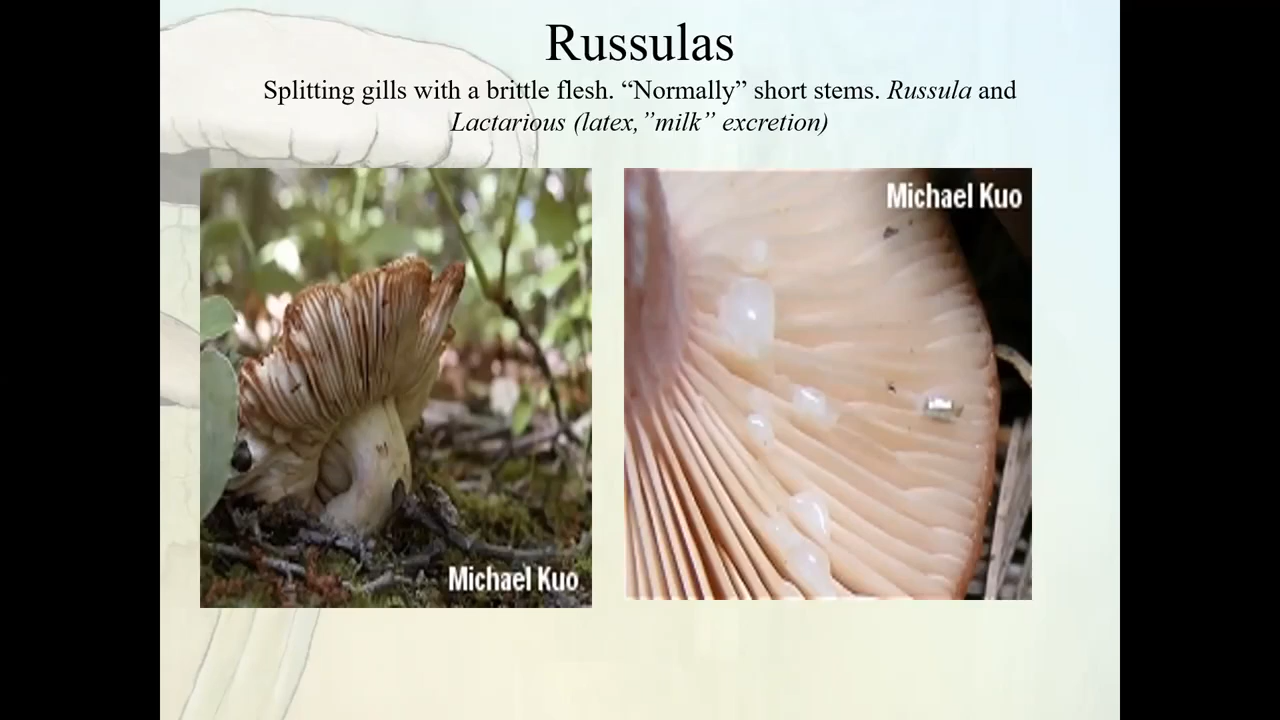 Russulas
Splitting gills with a brittle flesh. “Normally” short stems. Russula and
Lactarious (latex,”milk” excretion)
Michael Kuo
Michael Kuo